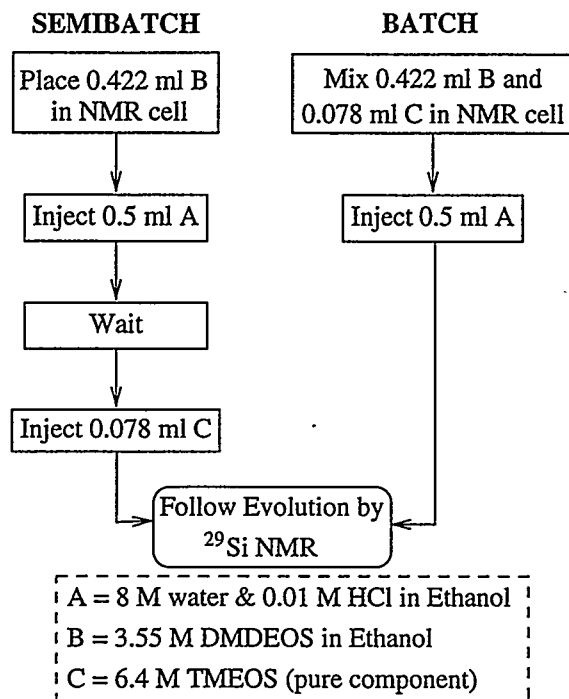 SEMIBATCH
Place 0.422 ml B
in NMR cell
Inject 0.5 ml A
Wait
Inject 0.078 ml C
BATCH
Mix 0.422 ml B and
0.078 ml C in NMR cell
Inject 0.5 ml A
Follow Evolution by
²⁹Si NMR
A = 8 M water & 0.01 M HCl in Ethanol
B = 3.55 M DMDEOS in Ethanol
C = 6.4 M TMEOS (pure component)